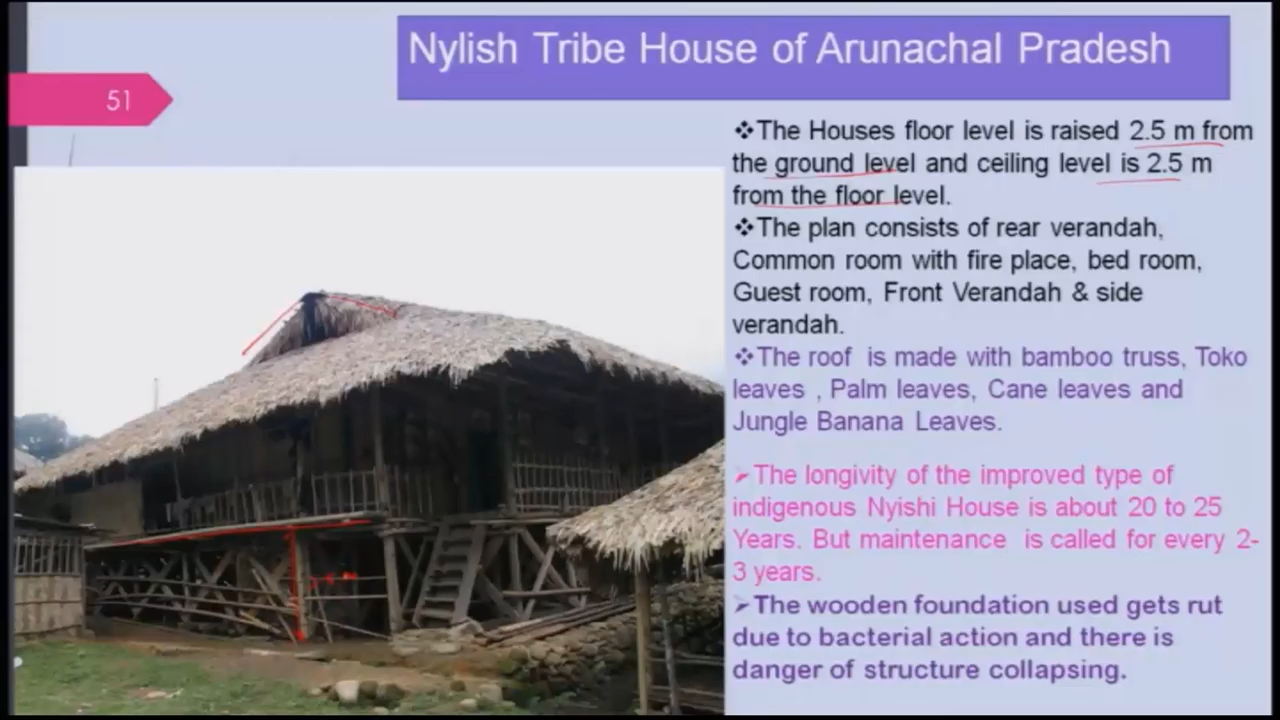 Nylish Tribe House of Arunachal Pradesh
51
❖The Houses floor level is raised 2.5 m from
the ground level and ceiling level is 2.5 m
from the floor level.
❖The plan consists of rear verandah,
Common room with fire place, bed room,
Guest room, Front Verandah & side
verandah.
❖The roof is made with bamboo truss, Toko
leaves , Palm leaves, Cane leaves and
Jungle Banana Leaves.
➢The longivity of the improved type of
indigenous Nyishi House is about 20 to 25
Years. But maintenance is called for every 2-
3 years.
➢The wooden foundation used gets rut
due to bacterial action and there is
danger of structure collapsing.